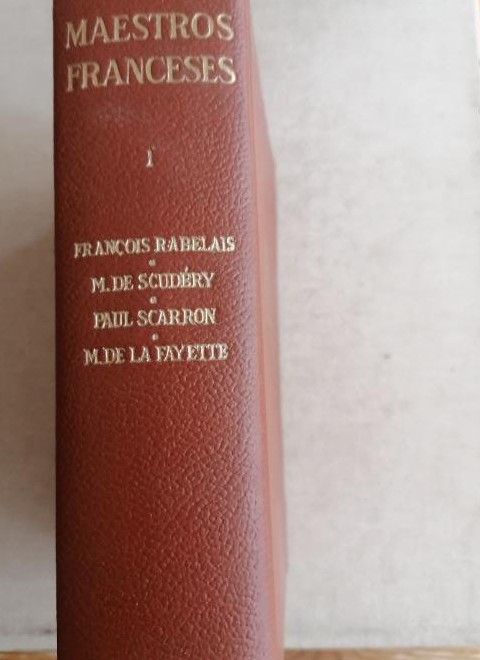 MAESTROS
FRANCESES
I
FRANÇOIS RABELAIS
M. DE SCUDÉRY
PAUL SCARRON
M. DE LA FAYETTE